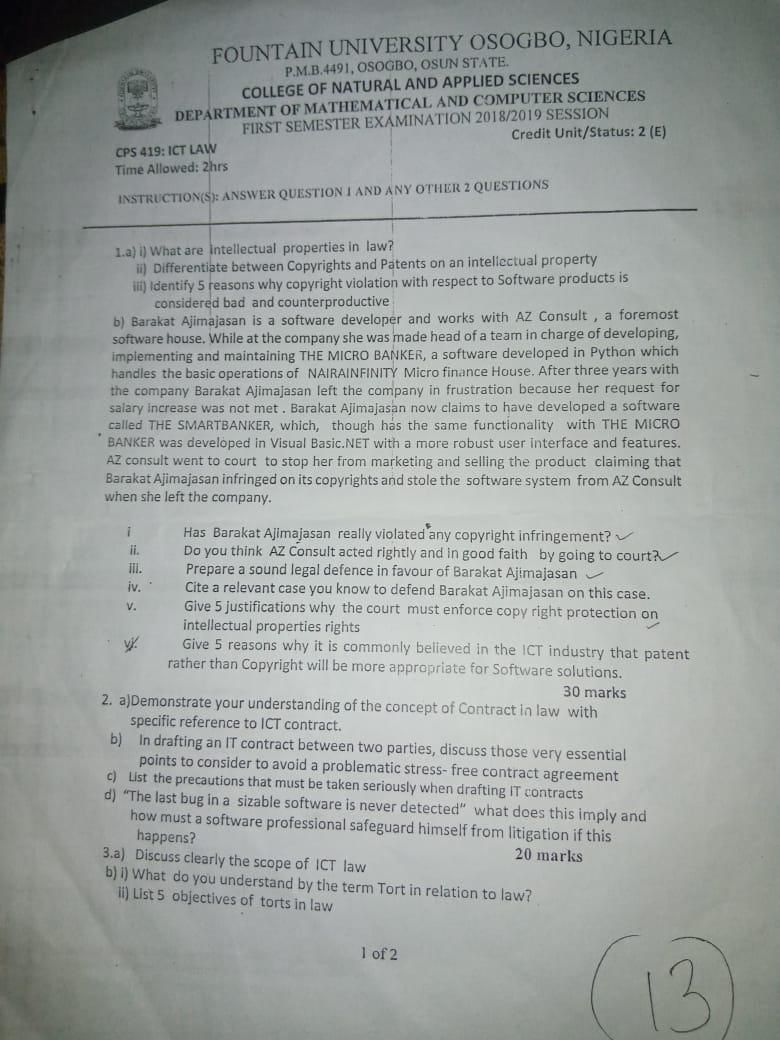 FOUNTAIN UNIVERSITY OSOGBO, NIGERIA
P.M.B.4491, OSOGBO, OSUN STATE.
COLLEGE OF NATURAL AND APPLIED SCIENCES
DEPARTMENT OF MATHEMATICAL AND COMPUTER SCIENCES
FIRST SEMESTER EXAMINATION 2018/2019 SESSION
Credit Unit/Status: 2 (E)
CPS 419: ICT LAW
Time Allowed: 2hrs
INSTRUCTION(S): ANSWER QUESTION 1 AND ANY OTHER 2 QUESTIONS
1.a) i) What are intellectual properties in law?
ii) Differentiate between Copyrights and Patents on an intellectual property
iii) Identify 5 reasons why copyright violation with respect to Software products is
considered bad and counterproductive
b) Barakat Ajimajasan is a software developer and works with AZ Consult , a foremost
software house. While at the company she was made head of a team in charge of developing,
implementing and maintaining THE MICRO BANKER, a software developed in Python which
handles the basic operations of NAIRAINFINITY Micro finance House. After three years with
the company Barakat Ajimajasan left the company in frustration because her request for
salary increase was not met . Barakat Ajimajasan now claims to have developed a software
called THE SMARTBANKER, which, though has the same functionality with THE MICRO
BANKER was developed in Visual Basic.NET with a more robust user interface and features.
AZ consult went to court to stop her from marketing and selling the product claiming that
Barakat Ajimajasan infringed on its copyrights and stole the software system from AZ Consult
when she left the company.
i Has Barakat Ajimajasan really violated any copyright infringement?
ii. Do you think AZ Consult acted rightly and in good faith by going to court?
iii. Prepare a sound legal defence in favour of Barakat Ajimajasan
iv. Cite a relevant case you know to defend Barakat Ajimajasan on this case.
v. Give 5 justifications why the court must enforce copy right protection on
intellectual properties rights
vi. Give 5 reasons why it is commonly believed in the ICT industry that patent
rather than Copyright will be more appropriate for Software solutions.
30 marks
2. a)Demonstrate your understanding of the concept of Contract in law with
specific reference to ICT contract.
b) In drafting an IT contract between two parties, discuss those very essential
points to consider to avoid a problematic stress- free contract agreement
c) List the precautions that must be taken seriously when drafting IT contracts
d) "The last bug in a sizable software is never detected" what does this imply and
how must a software professional safeguard himself from litigation if this
happens?
20 marks
3.a) Discuss clearly the scope of ICT law
b) i) What do you understand by the term Tort in relation to law?
ii) List 5 objectives of torts in law
1 of 2
13